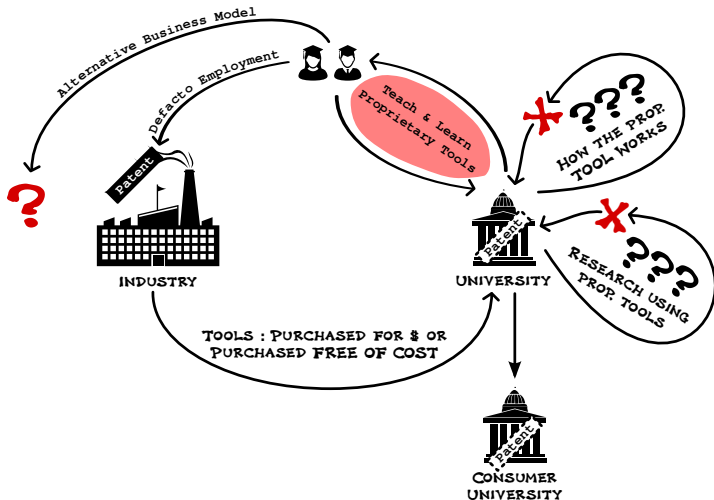 Alternative Business Model
Defacto Employment
Teach & Learn
Proprietary Tools
???
HOW THE PROP.
TOOL WORKS
Patent
?
Patent
INDUSTRY
UNIVERSITY
???
RESEARCH USING
PROP. TOOLS
TOOLS : PURCHASED FOR $ OR
PURCHASED FREE OF COST
Patent
CONSUMER
UNIVERSITY